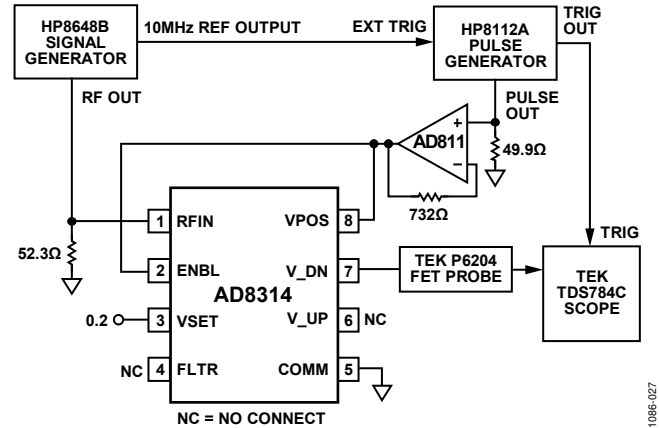 HP8648B
SIGNAL
GENERATOR
10MHz REF OUTPUT
EXT TRIG
HP8112A
PULSE
GENERATOR
TRIG
OUT
RF OUT
PULSE
OUT
+
AD811
–
49.9Ω
732Ω
52.3Ω
1 RFIN
VPOS 8
2 ENBL
V_DN 7
AD8314
0.2
3 VSET
V_UP 6 NC
NC 4 FLTR
COMM 5
TEK P6204
FET PROBE
TRIG
TEK
TDS784C
SCOPE
NC = NO CONNECT
1086-027